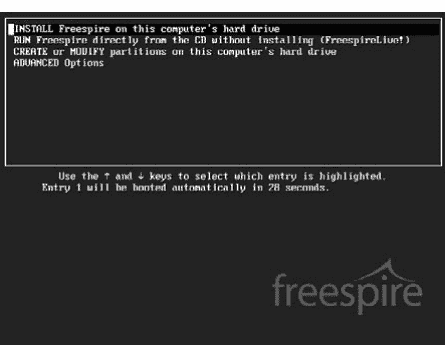 INSTALL Freespire on this computer's hard drive
RUN Freespire directly from the CD without installing (FreespireLive!)
CREATE or MODIFY partitions on this computer's hard drive
ADVANCED Options
Use the ↑ and ↓ keys to select which entry is highlighted.
Entry 1 will be booted automatically in 28 seconds.
freespire